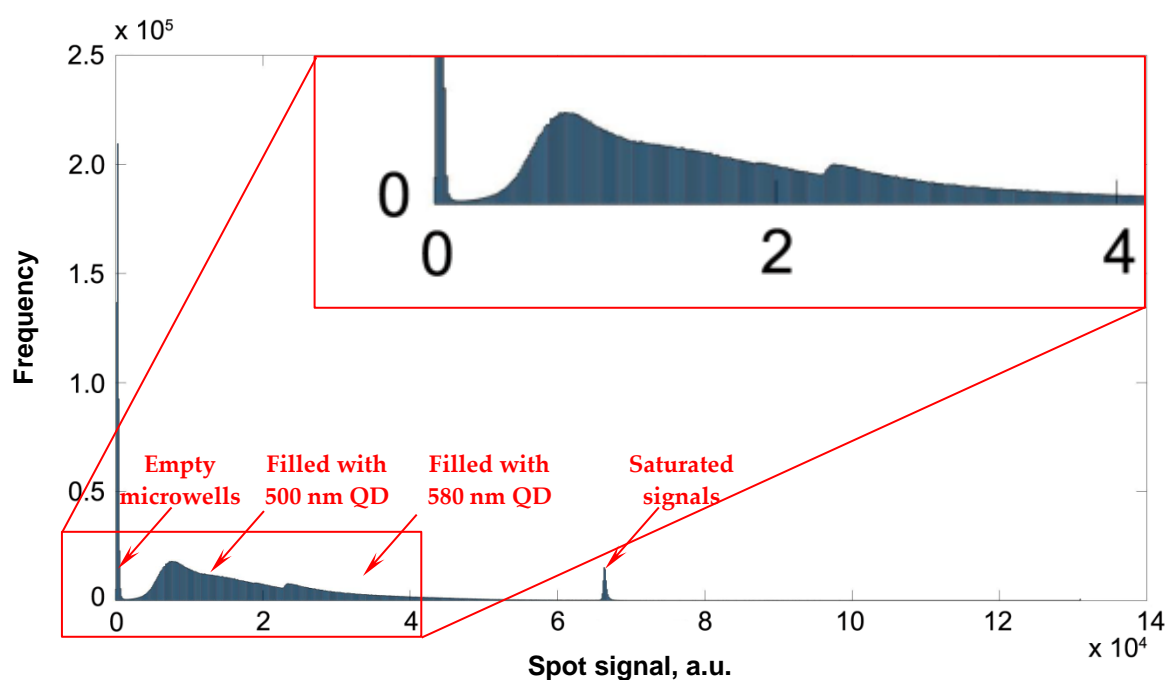 x 10⁵
2.5
2.0
1.5
1.0
0.5
0
Frequency
0
0
2
4
Empty
microwells
Filled with
500 nm QD
Filled with
580 nm QD
Saturated
signals
0
2
4
6
8
10
12
14
x 10⁴
Spot signal, a.u.